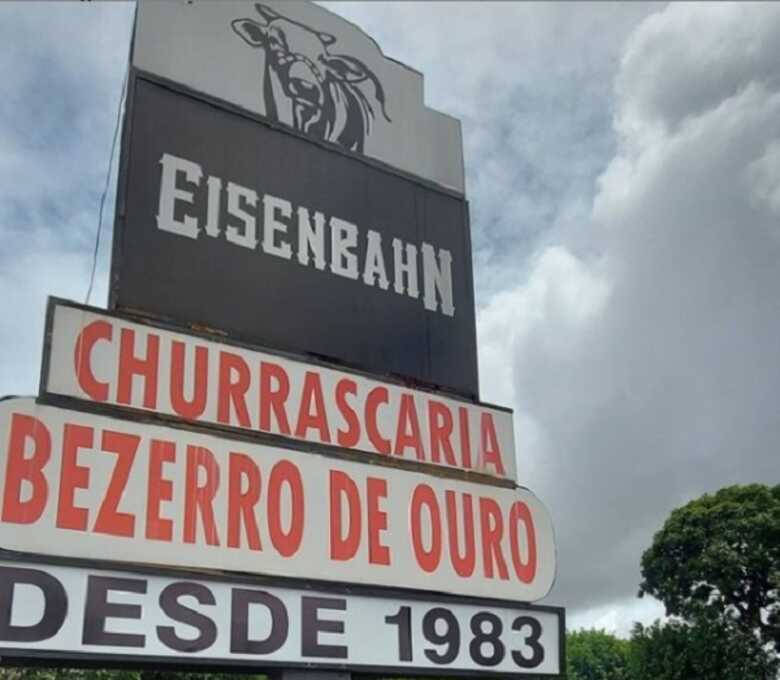 EISENBAHN
CHURRASCARIA
BEZERRO DE OURO
DESDE 1983